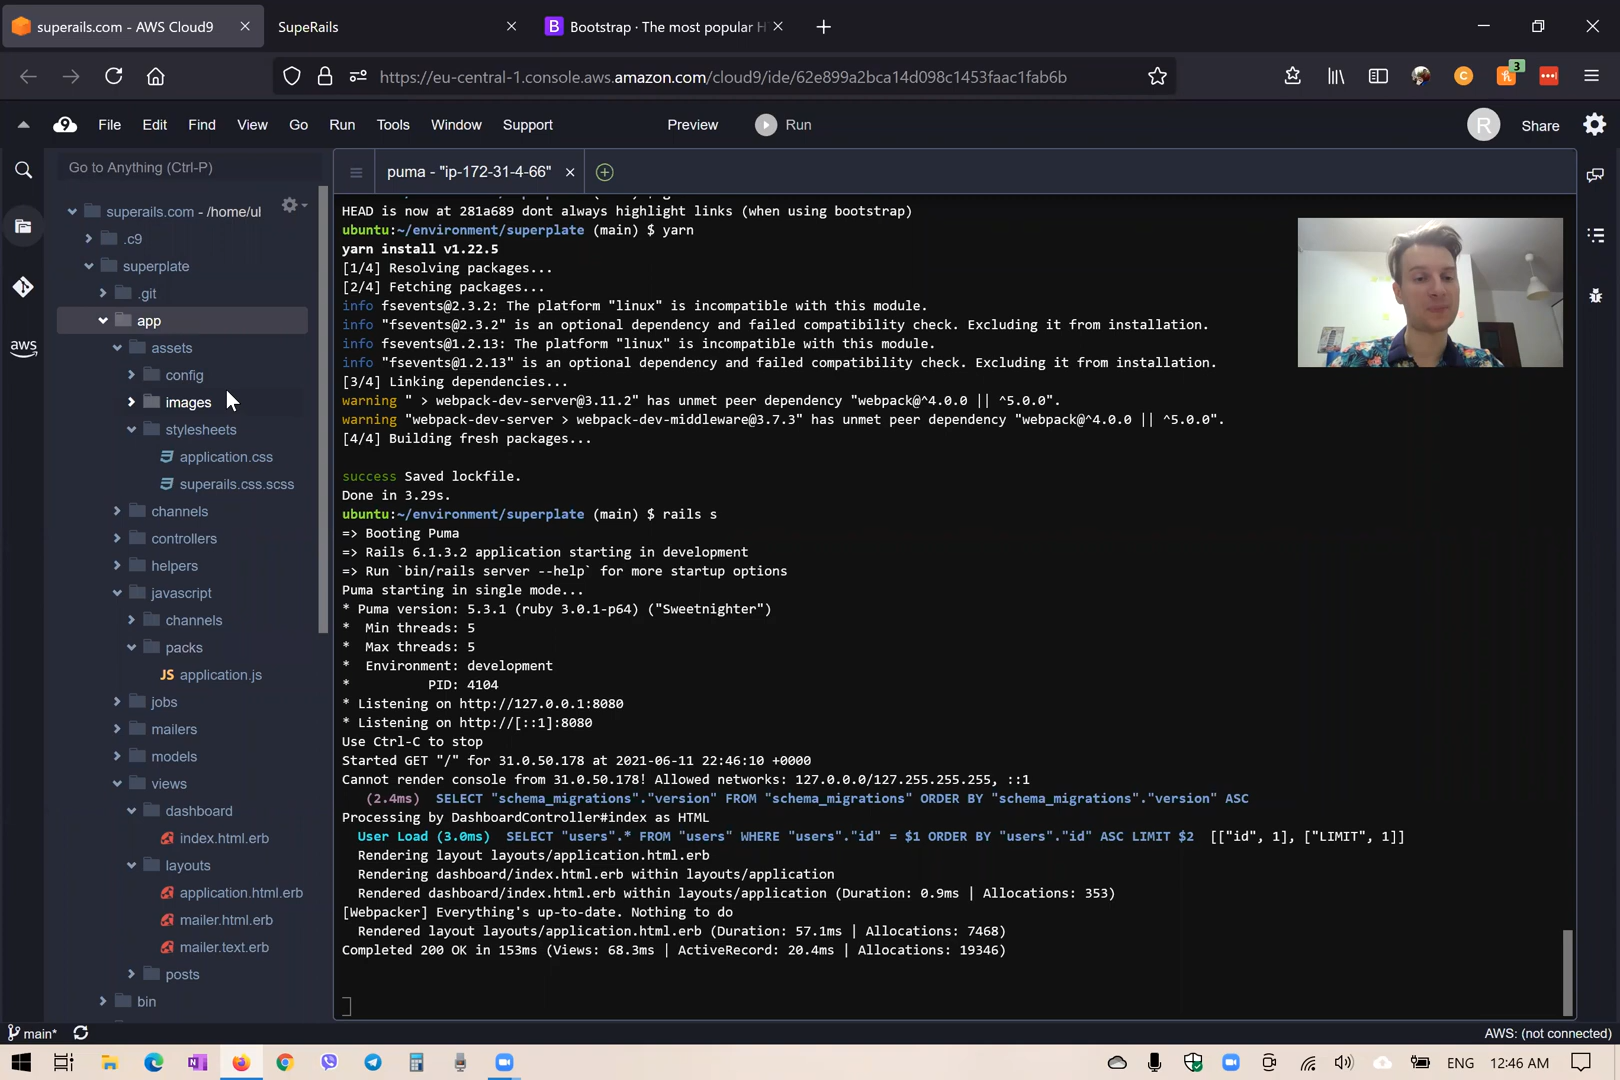 superails.com - AWS Cloud9
SupeRails
Bootstrap · The most popular H
https://eu-central-1.console.aws.amazon.com/cloud9/ide/62e899a2bca14d098c1453faac1fab6b
3
9
File
Edit
Find
View
Go
Run
Tools
Window
Support
Preview
Run
R
Share
Go to Anything (Ctrl-P)
puma - "ip-172-31-4-66"
superails.com - /home/ul
.c9
superplate
.git
app
assets
config
images
stylesheets
application.css
superails.css.scss
channels
controllers
helpers
javascript
channels
packs
JS application.js
jobs
mailers
models
views
dashboard
index.html.erb
layouts
application.html.erb
mailer.html.erb
mailer.text.erb
posts
bin
aws
HEAD is now at 281a689 dont always highlight links (when using bootstrap)
ubuntu:~/environment/superplate (main) $ yarn
yarn install v1.22.5
[1/4] Resolving packages...
[2/4] Fetching packages...
info fsevents@2.3.2: The platform "linux" is incompatible with this module.
info "fsevents@2.3.2" is an optional dependency and failed compatibility check. Excluding it from installation.
info fsevents@1.2.13: The platform "linux" is incompatible with this module.
info "fsevents@1.2.13" is an optional dependency and failed compatibility check. Excluding it from installation.
[3/4] Linking dependencies...
warning " > webpack-dev-server@3.11.2" has unmet peer dependency "webpack@^4.0.0 || ^5.0.0".
warning "webpack-dev-server > webpack-dev-middleware@3.7.3" has unmet peer dependency "webpack@^4.0.0 || ^5.0.0".
[4/4] Building fresh packages...
success Saved lockfile.
Done in 3.29s.
ubuntu:~/environment/superplate (main) $ rails s
=> Booting Puma
=> Rails 6.1.3.2 application starting in development
=> Run `bin/rails server --help` for more startup options
Puma starting in single mode...
* Puma version: 5.3.1 (ruby 3.0.1-p64) ("Sweetnighter")
* Min threads: 5
* Max threads: 5
* Environment: development
* PID: 4104
* Listening on http://127.0.0.1:8080
* Listening on http://[::1]:8080
Use Ctrl-C to stop
Started GET "/" for 31.0.50.178 at 2021-06-11 22:46:10 +0000
Cannot render console from 31.0.50.178! Allowed networks: 127.0.0.0/127.255.255.255, ::1
(2.4ms) SELECT "schema_migrations"."version" FROM "schema_migrations" ORDER BY "schema_migrations"."version" ASC
Processing by DashboardController#index as HTML
User Load (3.0ms) SELECT "users".* FROM "users" WHERE "users"."id" = $1 ORDER BY "users"."id" ASC LIMIT $2 [["id", 1], ["LIMIT", 1]]
Rendering layout layouts/application.html.erb
Rendering dashboard/index.html.erb within layouts/application
Rendered dashboard/index.html.erb within layouts/application (Duration: 0.9ms | Allocations: 353)
[Webpacker] Everything's up-to-date. Nothing to do
Rendered layout layouts/application.html.erb (Duration: 57.1ms | Allocations: 7468)
Completed 200 OK in 153ms (Views: 68.3ms | ActiveRecord: 20.4ms | Allocations: 19346)
main*
AWS: (not connected)
ENG
12:46 AM